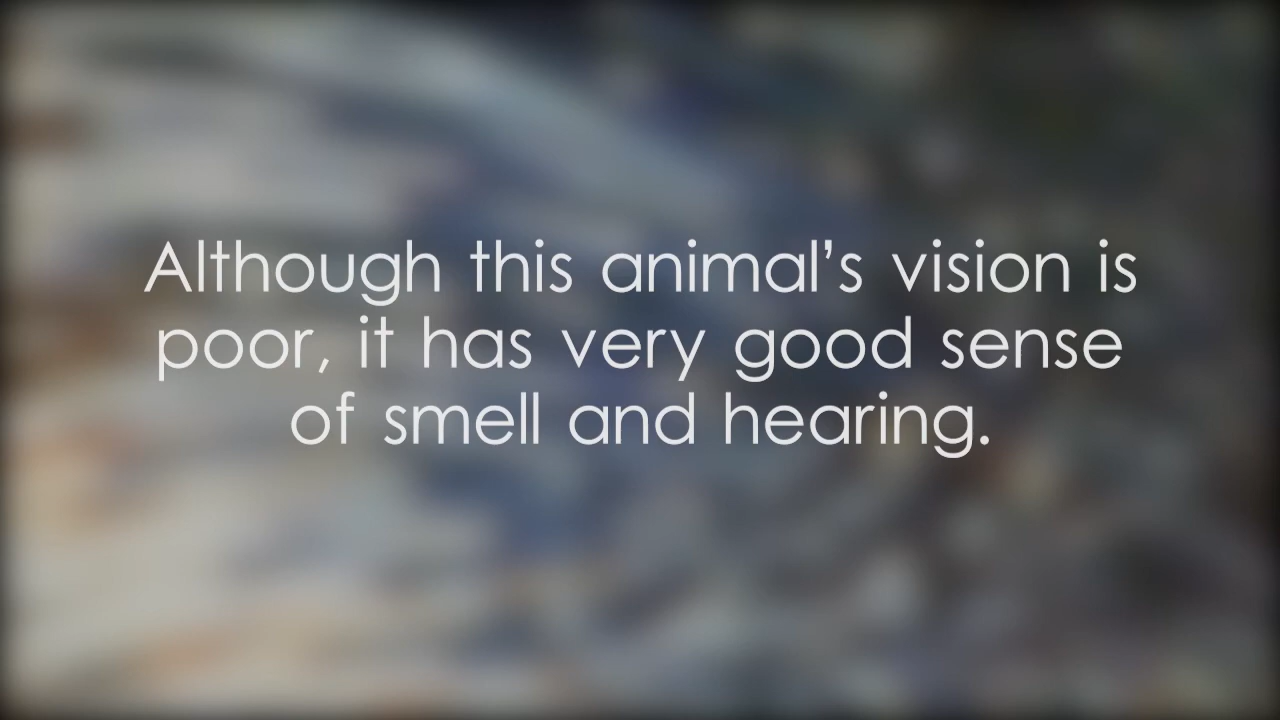 Although this animal’s vision is
poor, it has very good sense
of smell and hearing.